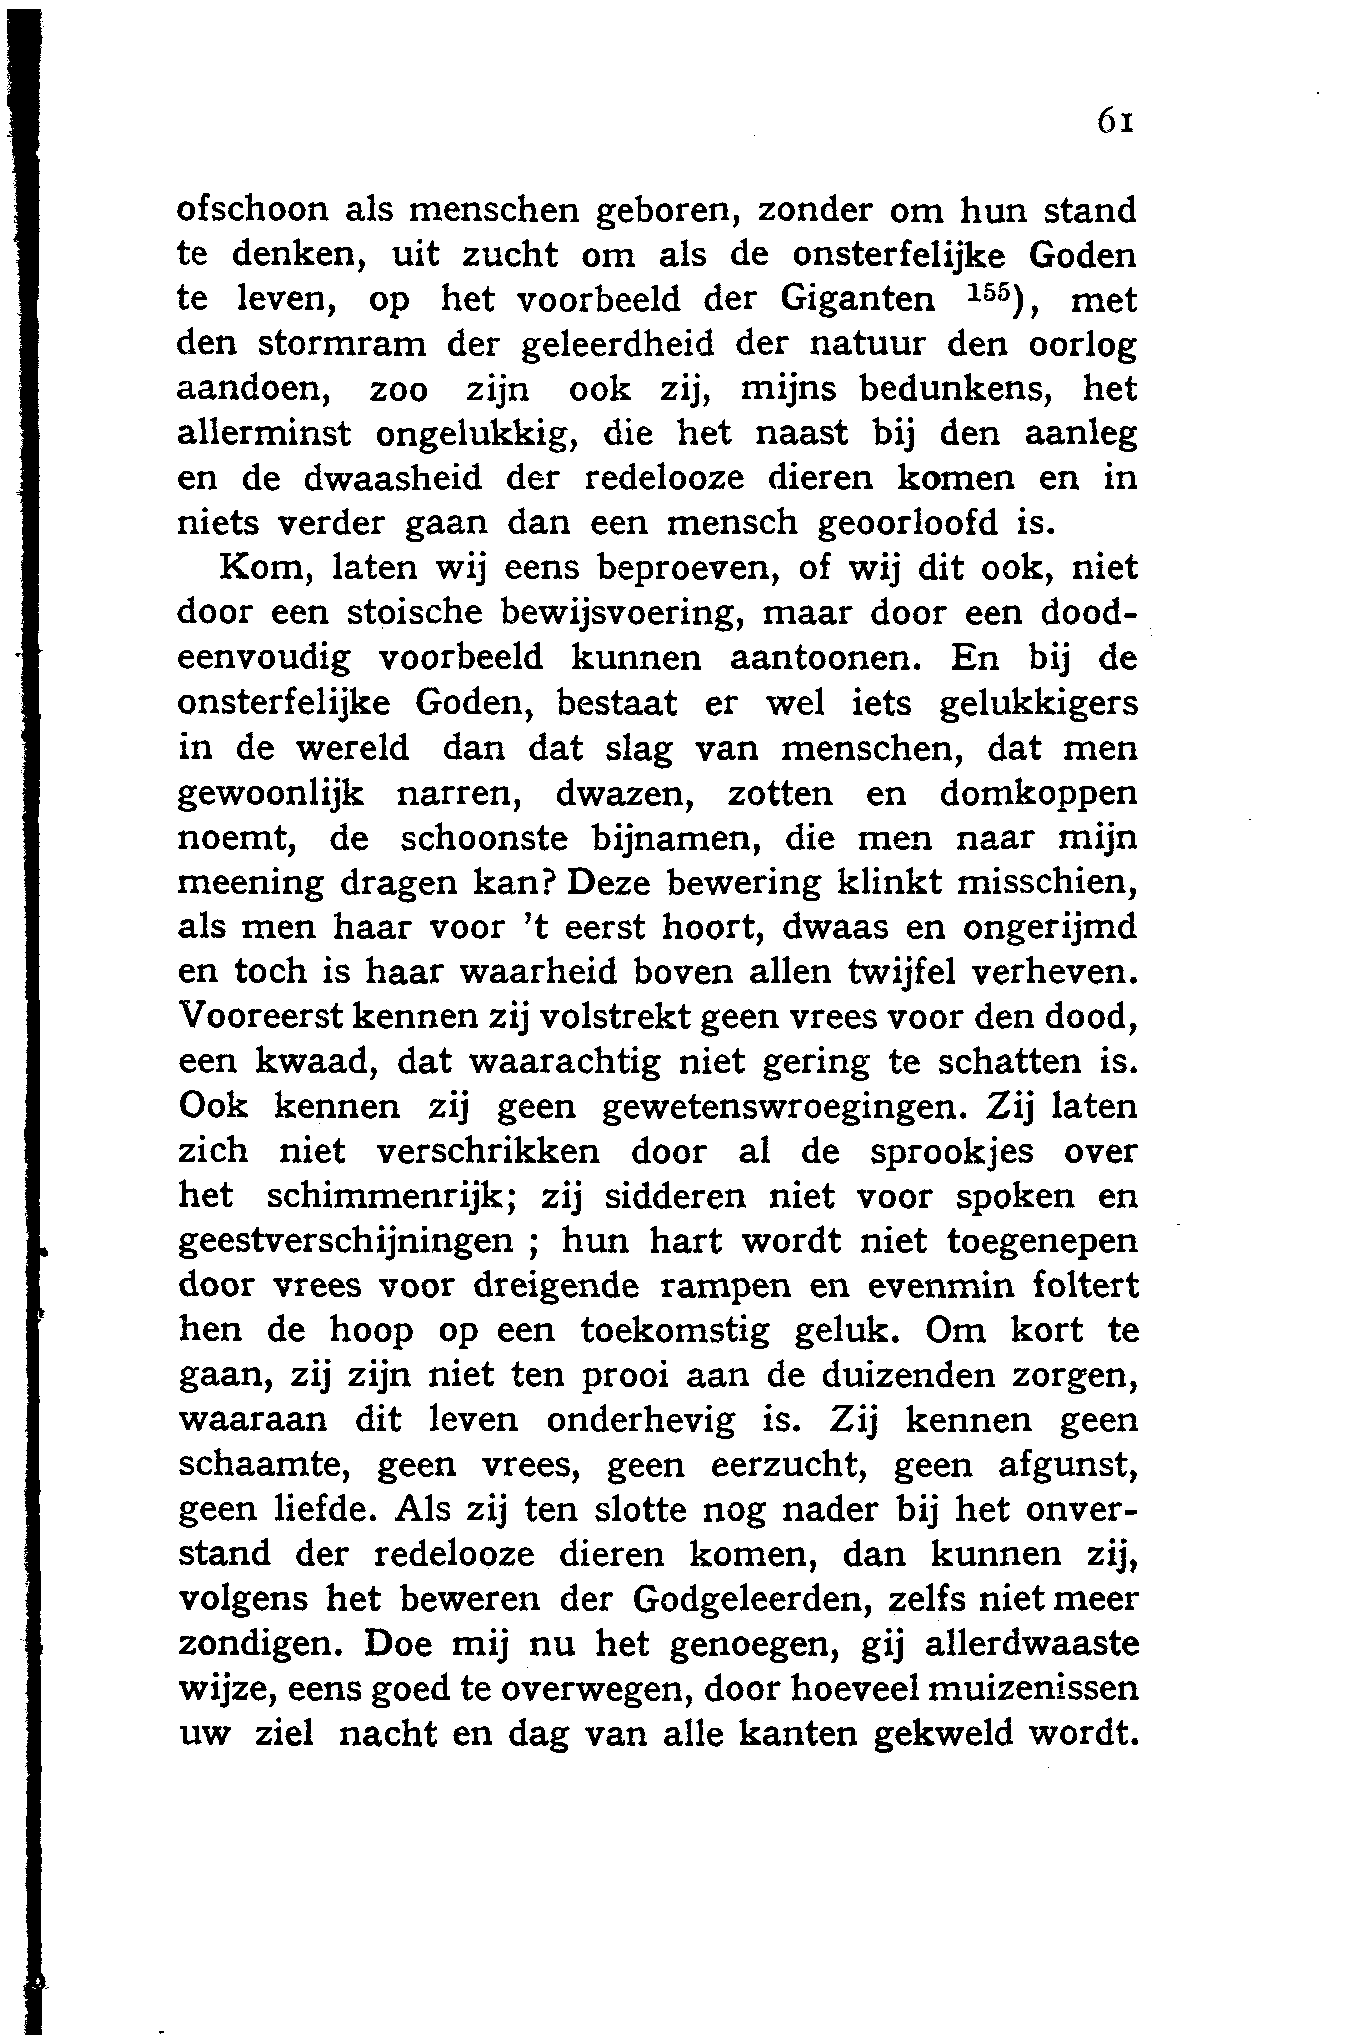 61
ofschoon als menschen geboren, zonder om hun stand
te denken, uit zucht om als de onsterfelijke Goden
te leven, op het voorbeeld der Giganten ¹⁵⁵), met
den stormram der geleerdheid der natuur den oorlog
aandoen, zoo zijn ook zij, mijns bedunkens, het
allerminst ongelukkig, die het naast bij den aanleg
en de dwaasheid der redelooze dieren komen en in
niets verder gaan dan een mensch geoorloofd is.
Kom, laten wij eens beproeven, of wij dit ook, niet
door een stoische bewijsvoering, maar door een dood-
eenvoudig voorbeeld kunnen aantoonen. En bij de
onsterfelijke Goden, bestaat er wel iets gelukkigers
in de wereld dan dat slag van menschen, dat men
gewoonlijk narren, dwazen, zotten en domkoppen
noemt, de schoonste bijnamen, die men naar mijn
meening dragen kan? Deze bewering klinkt misschien,
als men haar voor 't eerst hoort, dwaas en ongerijmd
en toch is haar waarheid boven allen twijfel verheven.
Vooreerst kennen zij volstrekt geen vrees voor den dood,
een kwaad, dat waarachtig niet gering te schatten is.
Ook kennen zij geen gewetenswroegingen. Zij laten
zich niet verschrikken door al de sprookjes over
het schimmenrijk; zij sidderen niet voor spoken en
geestverschijningen ; hun hart wordt niet toegenepen
door vrees voor dreigende rampen en evenmin foltert
hen de hoop op een toekomstig geluk. Om kort te
gaan, zij zijn niet ten prooi aan de duizenden zorgen,
waaraan dit leven onderhevig is. Zij kennen geen
schaamte, geen vrees, geen eerzucht, geen afgunst,
geen liefde. Als zij ten slotte nog nader bij het onver-
stand der redelooze dieren komen, dan kunnen zij,
volgens het beweren der Godgeleerden, zelfs niet meer
zondigen. Doe mij nu het genoegen, gij allerdwaaste
wijze, eens goed te overwegen, door hoeveel muizenissen
uw ziel nacht en dag van alle kanten gekweld wordt.